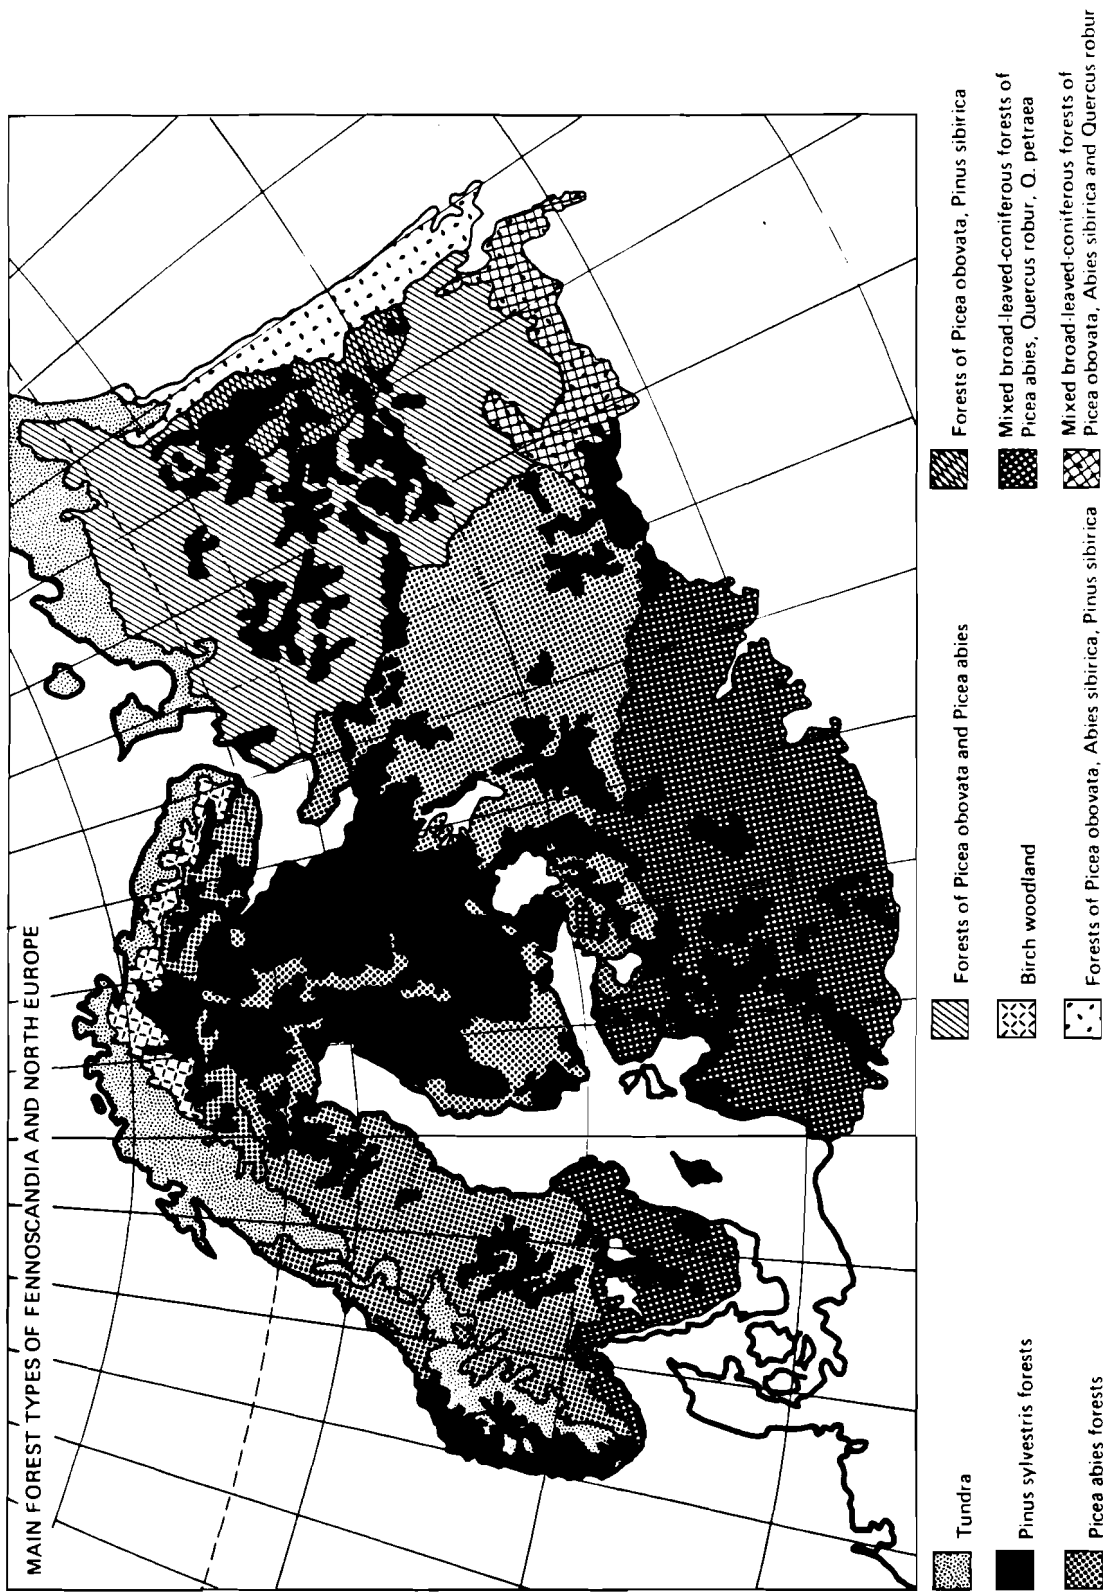 MAIN FOREST TYPES OF FENNOSCANDIA AND NORTH EUROPE
Tundra
Pinus sylvestris forests
Picea abies forests
Forests of Picea obovata and Picea abies
Birch woodland
Forests of Picea obovata, Abies sibirica, Pinus sibirica
Forests of Picea obovata, Pinus sibirica
Mixed broad-leaved-coniferous forests of
Picea abies, Quercus robur, Q. petraea
Mixed broad-leaved-coniferous forests of
Picea obovata, Abies sibirica and Quercus robur